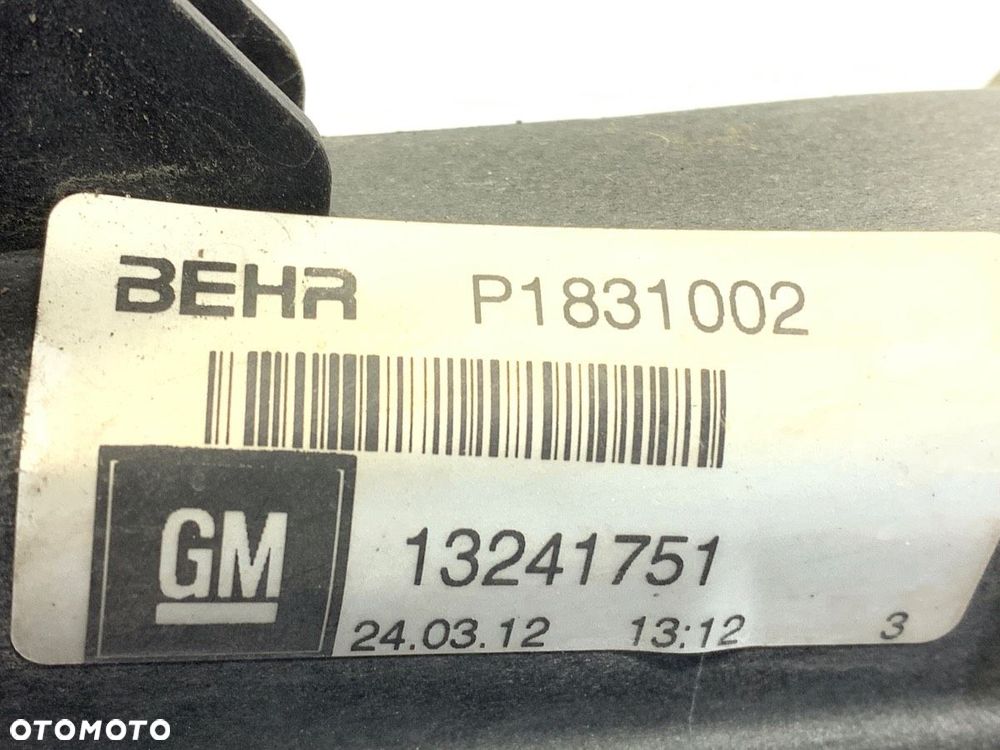 BEHR P1831002
GM 13241751
24.03.12 13:12 3
OTOMOTO